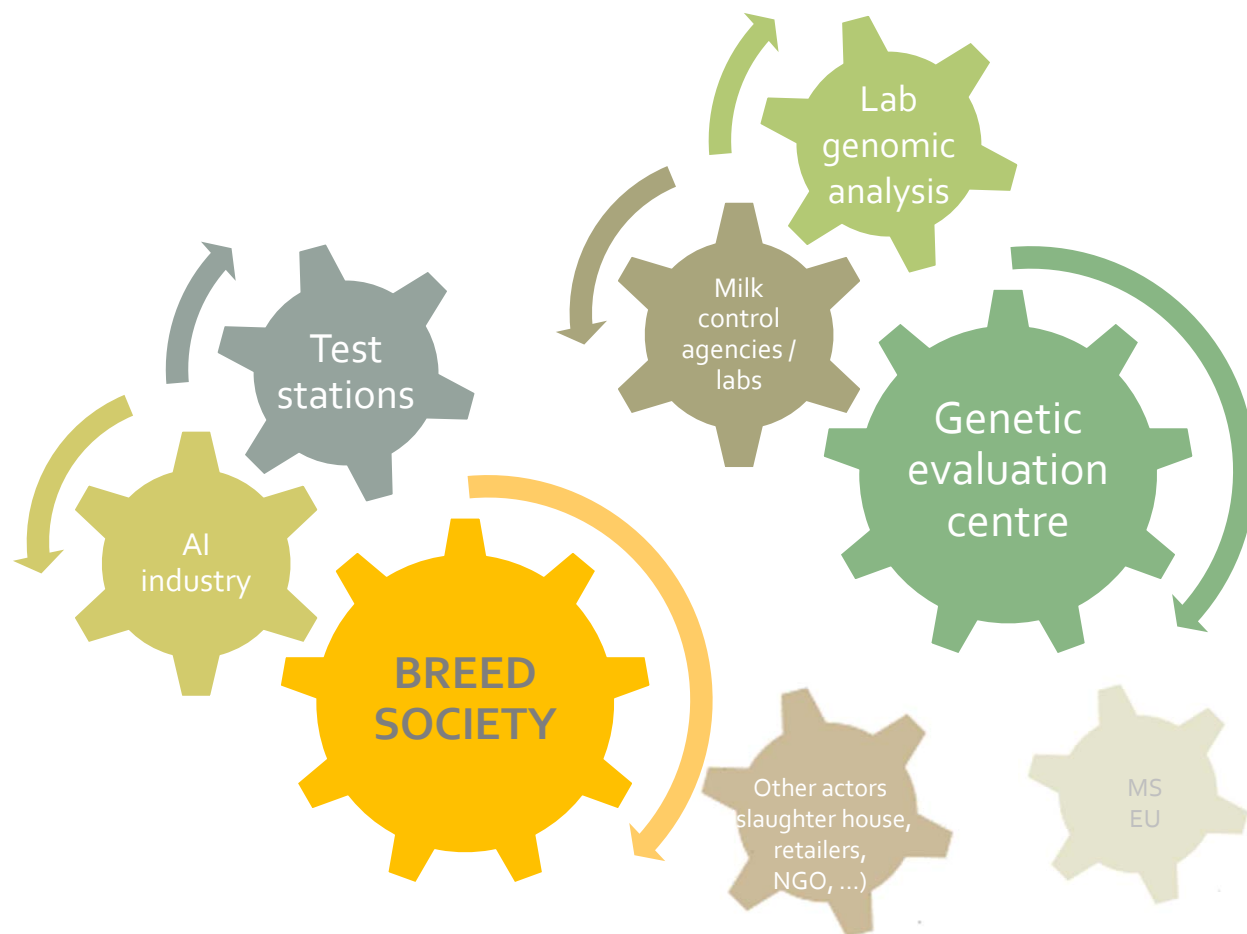 Lab
genomic
analysis
Milk
control
agencies /
labs
Test
stations
Genetic
evaluation
centre
AI
industry
BREED
SOCIETY
Other actors
slaughter house,
retailers,
NGO, ...)
MS
EU